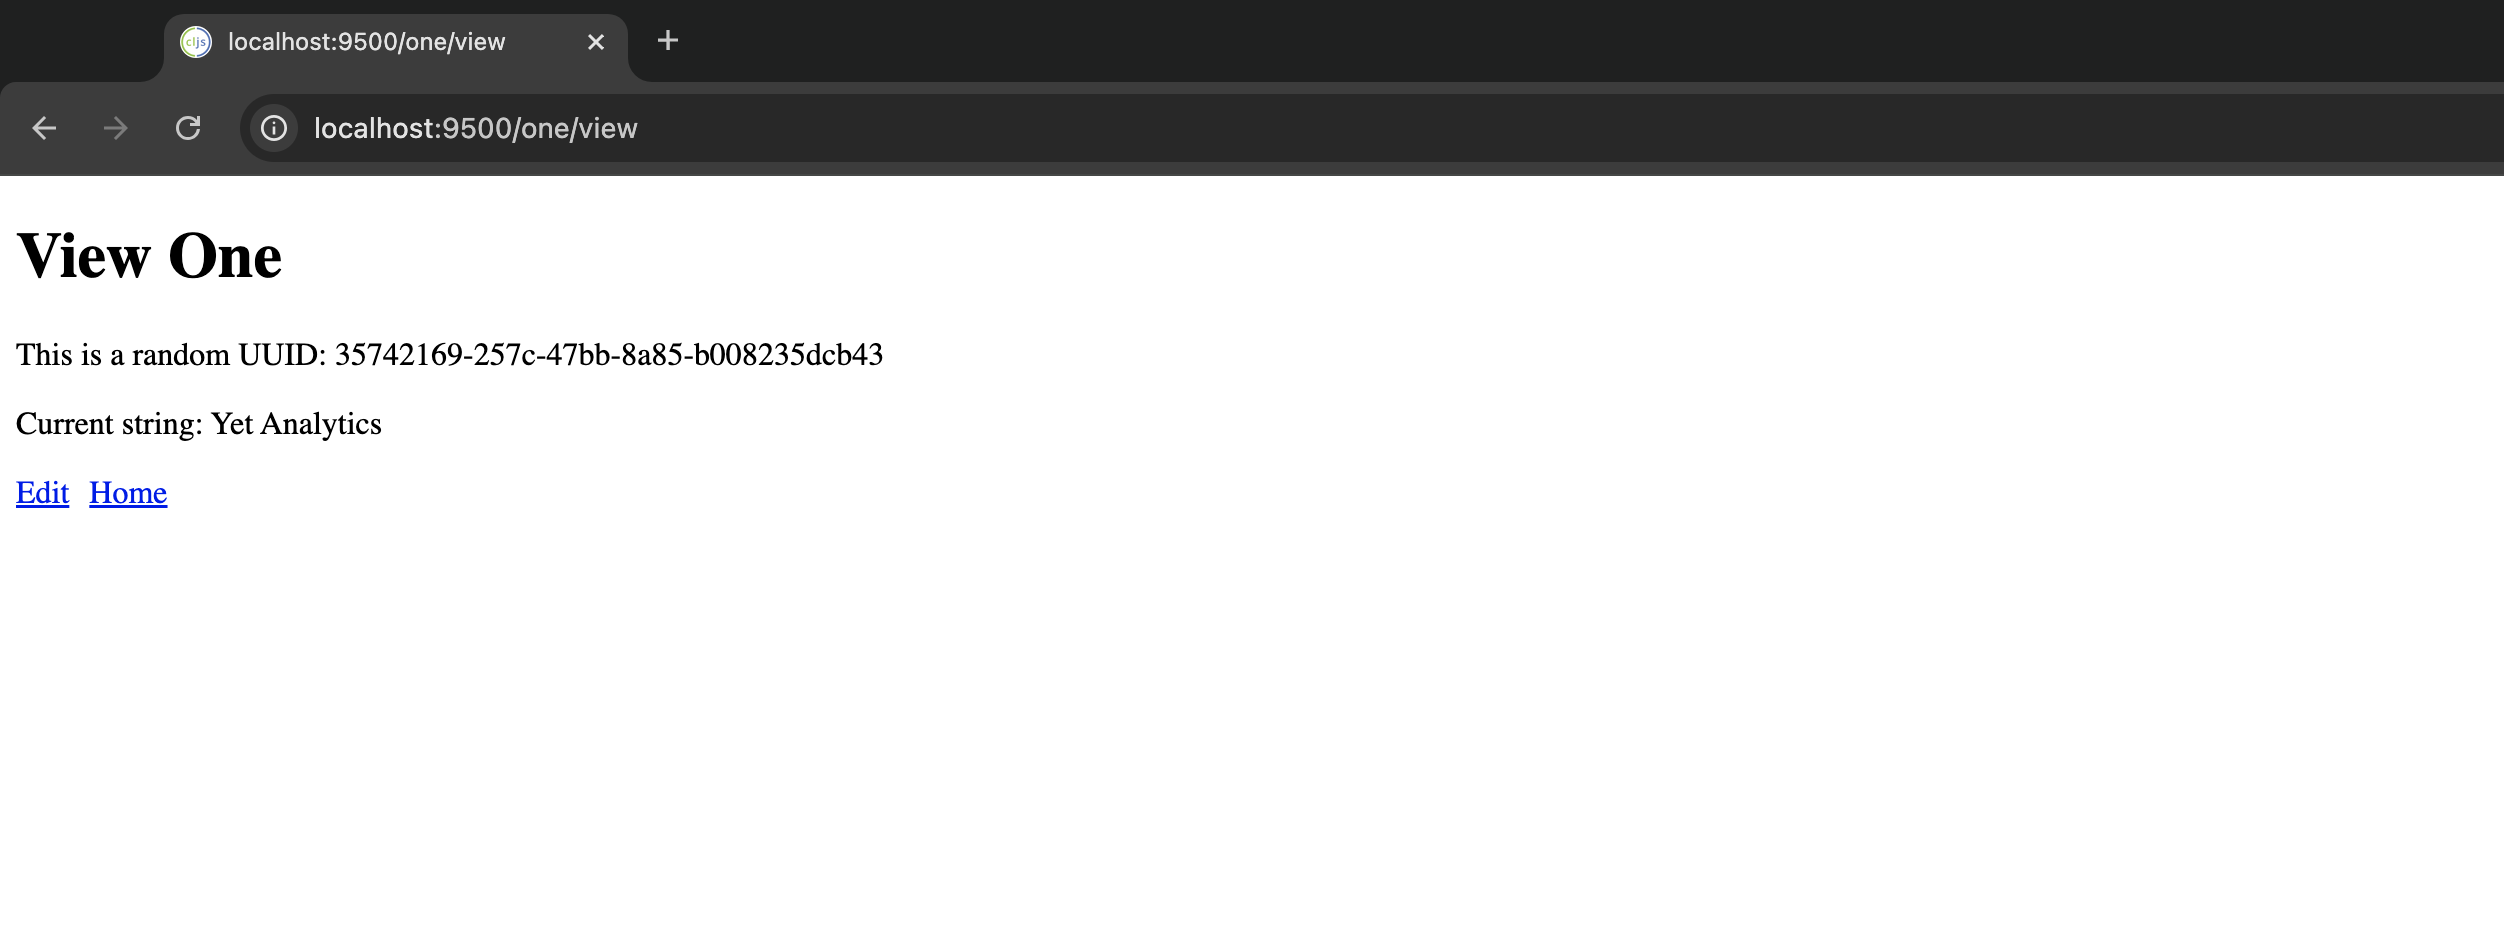 cljs localhost:9500/one/view
localhost:9500/one/view
View One
This is a random UUID: 35742169-257c-47bb-8a85-b008235dcb43
Current string: Yet Analytics
Edit Home